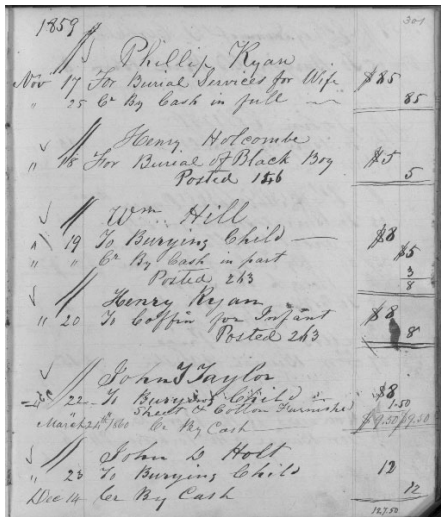 1859 301
Phillip Ryan
Nov 17 For Burial Services for Wife $85
" 25 Cr By Cash in full — 85
Henry Holcombe
" 18 For Burial of Black Boy $5
Posted 146 5
Wm Hill
" 19 To Burying Child — $8
" " Cr By Cash in part $5
3
Posted 263 8
Henry Ryan
" 20 To Coffin for Infant $8
Posted 263 8
John T Taylor
22 To Burying Child $8
Sheet & Cotton Furnished 1.50
March 24th 1860 Cr By Cash — $9.50 $9.50
John D Holt
" 23 To Burying Child 12
Dec 14 Cr By Cash 12
127.50